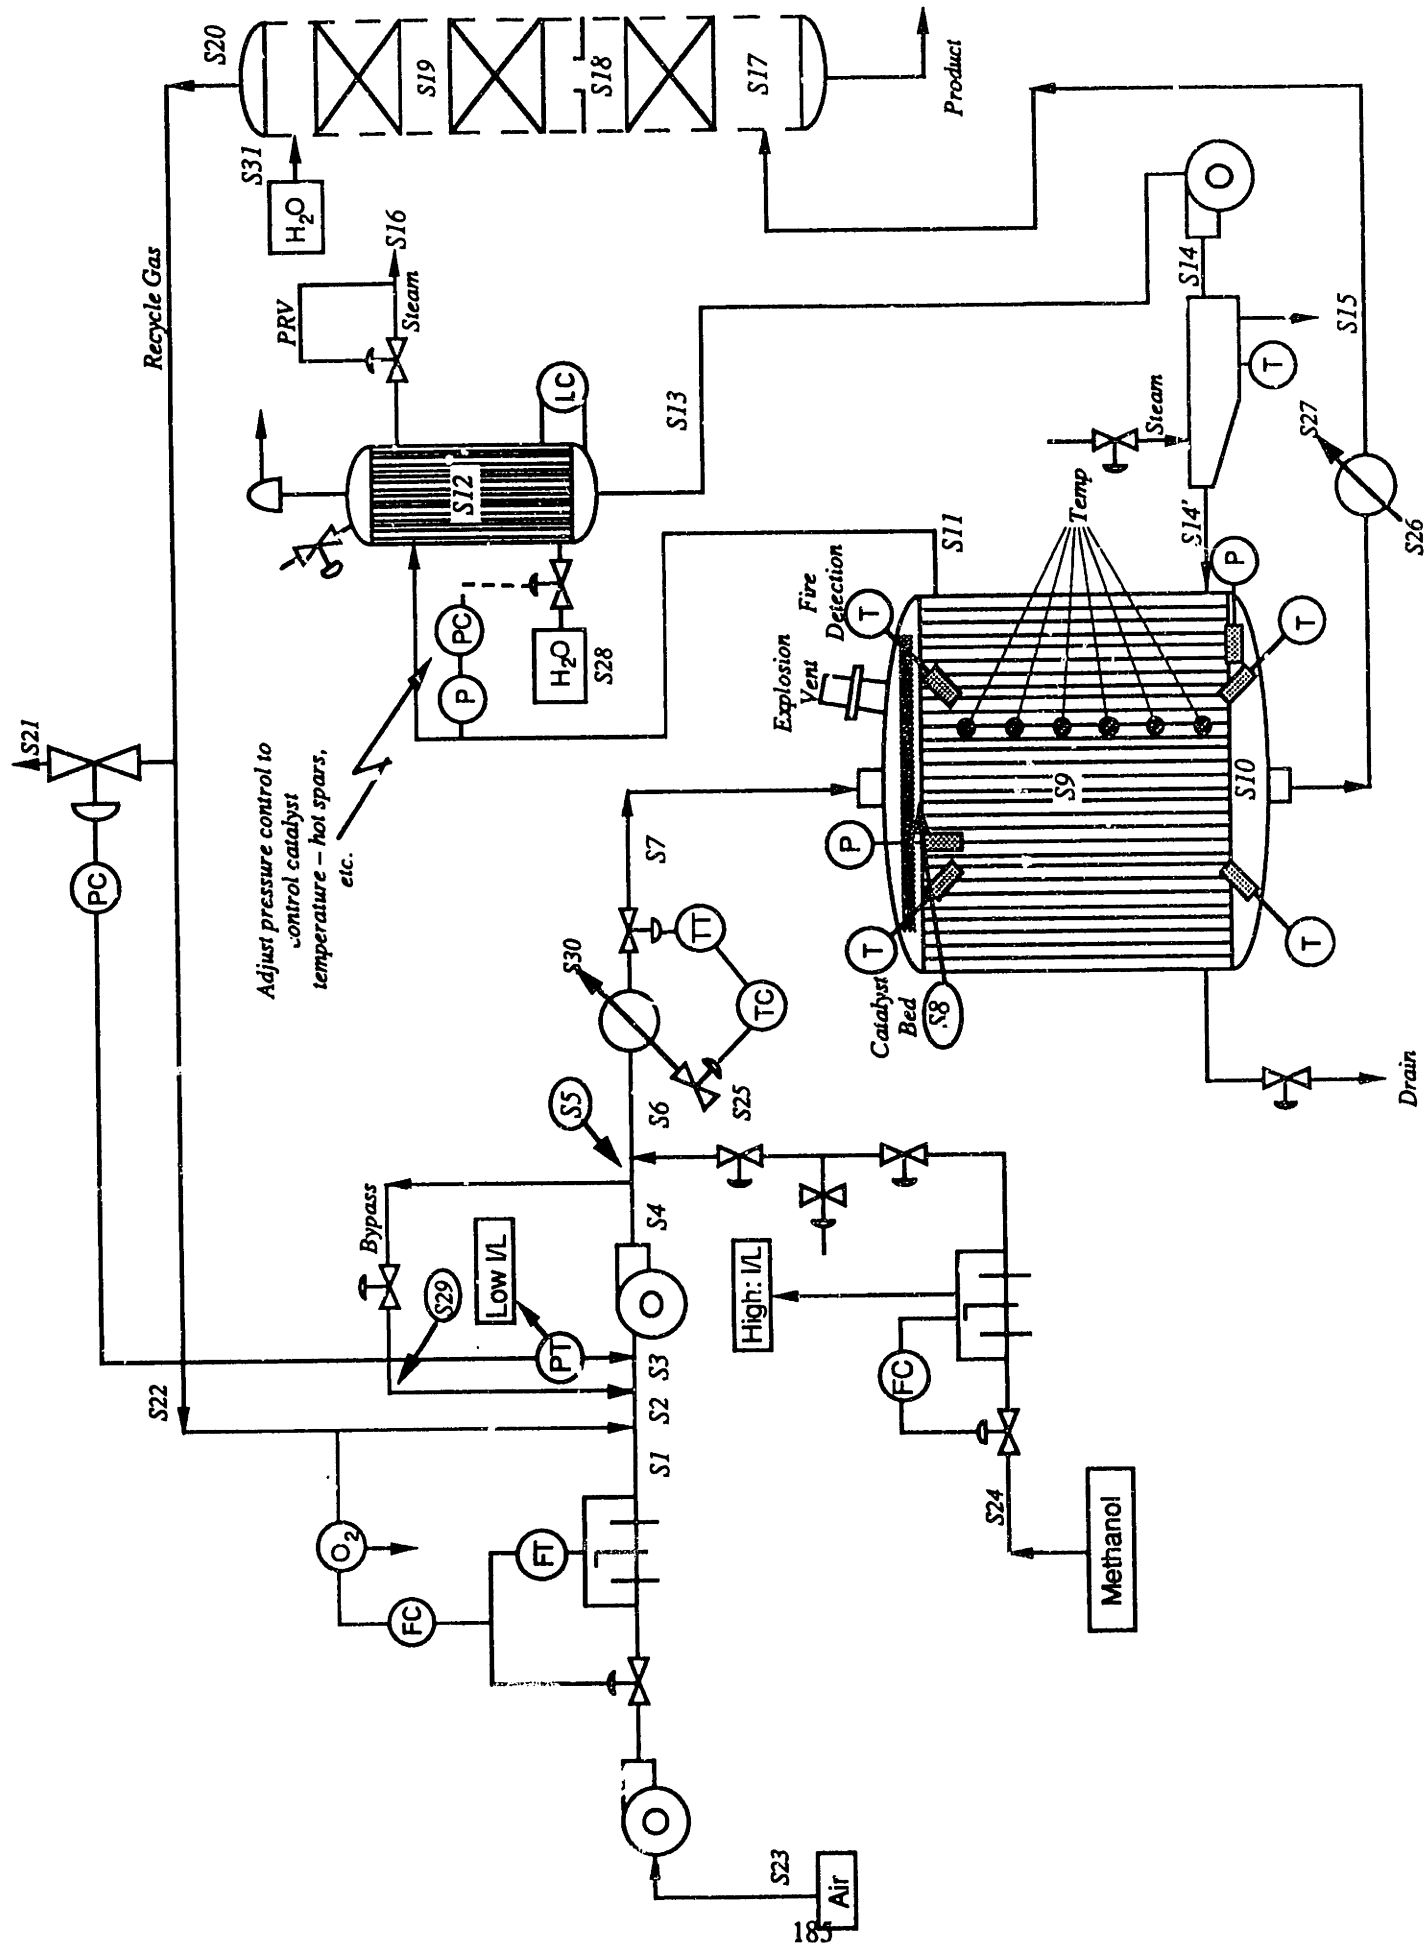 S20
S19
S18
S17
Product
S31
H₂O
Recycle Gas
PRV
S16
Steam
LC
S12
S13
S14
S15
T
Steam
S27
S26
S14'
P
T
T
Temp
S11
Fire
Detection
T
Explosion
Vent
S9
S10
P
T
Catalyst
Bed
S8
Drain
PC
P
H₂O
S28
S21
PC
Adjust pressure control to
control catalyst
temperature – hot spars,
etc.
S7
TT
TC
S30
S25
S6
S5
S4
Bypass
S29
Low I/L
PT
S3
S2
S1
S22
O₂
FC
FT
High: I/L
FC
S24
Methanol
S23
Air
185